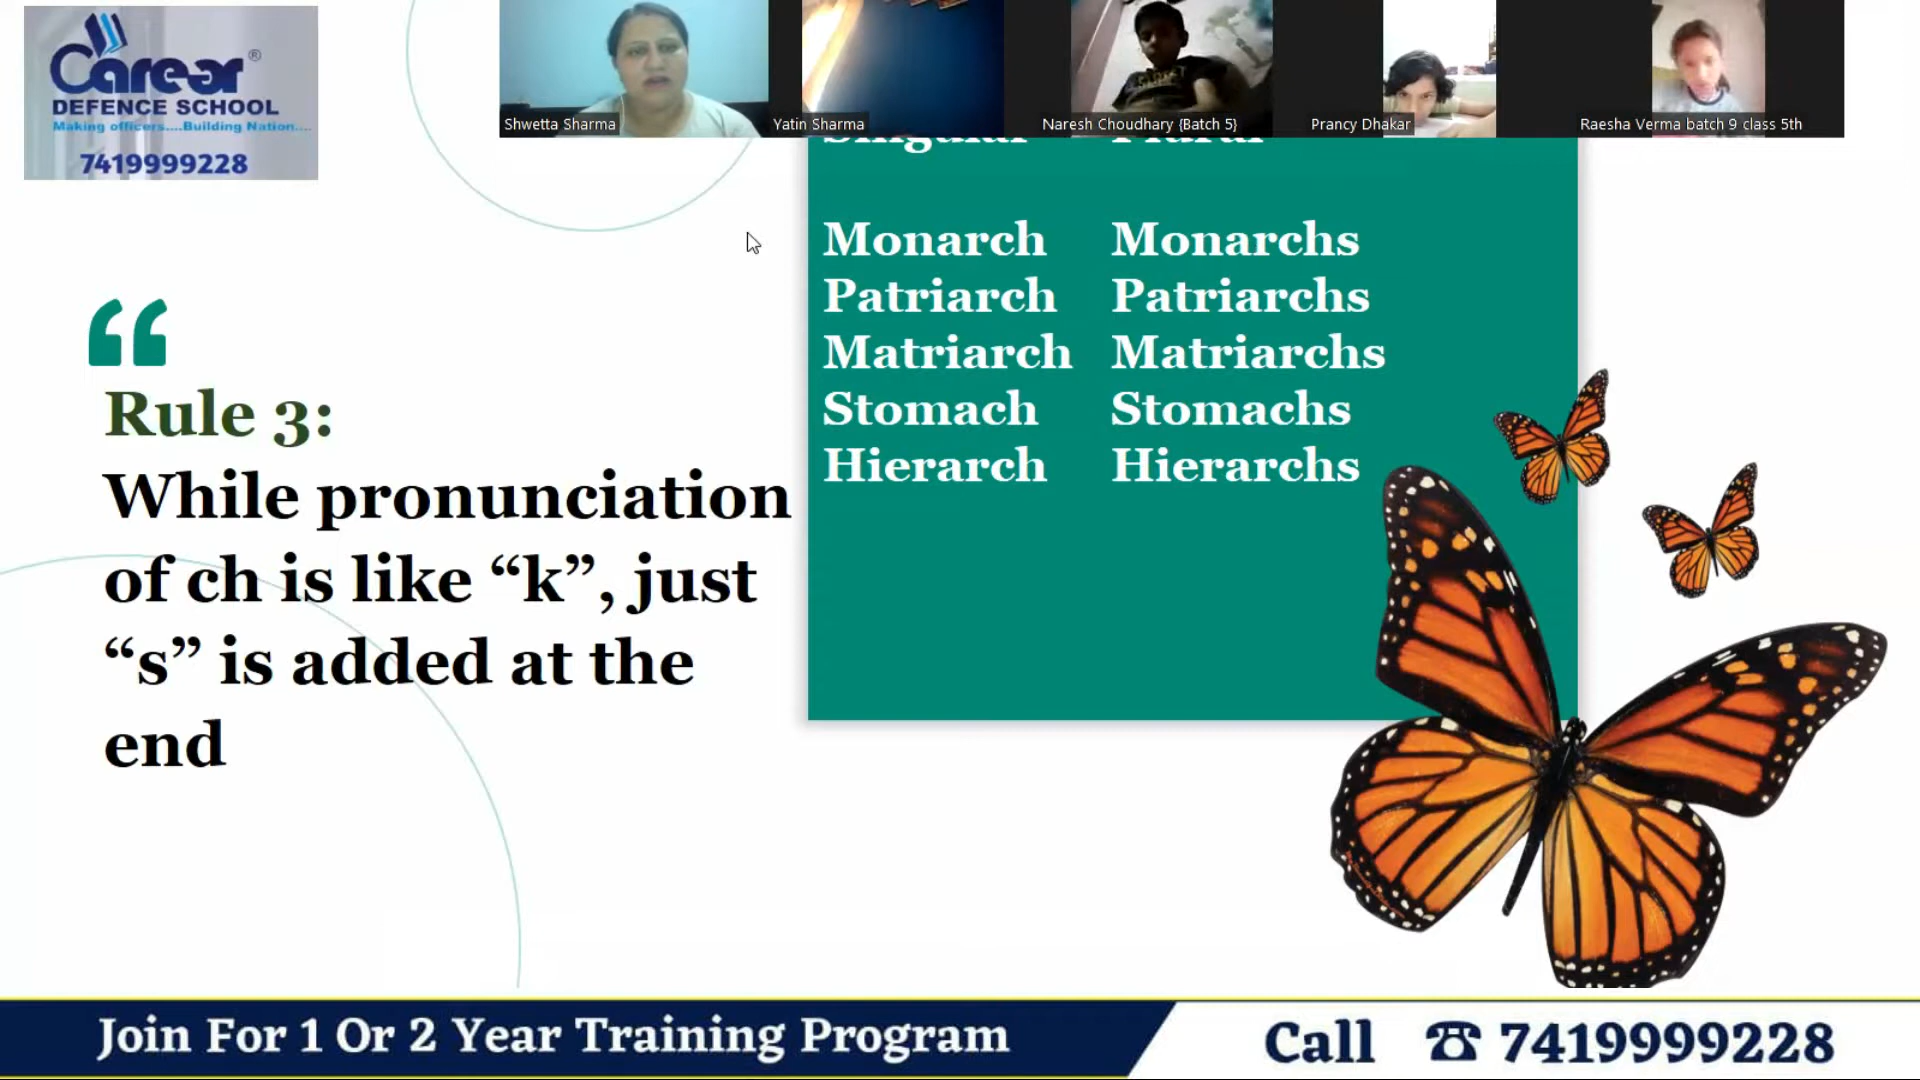 Carear®
DEFENCE SCHOOL
Making officers....Building Nation....
7419999228
Shwetta Sharma
Yatin Sharma
Naresh Choudhary {Batch 5}
Prancy Dhakar
Raesha Verma batch 9 class 5th
Singular Plural
Monarch Monarchs
Patriarch Patriarchs
Matriarch Matriarchs
Stomach Stomachs
Hierarch Hierarchs
“
Rule 3:
While pronunciation
of ch is like “k”, just
“s” is added at the
end
Join For 1 Or 2 Year Training Program
Call ☎ 7419999228